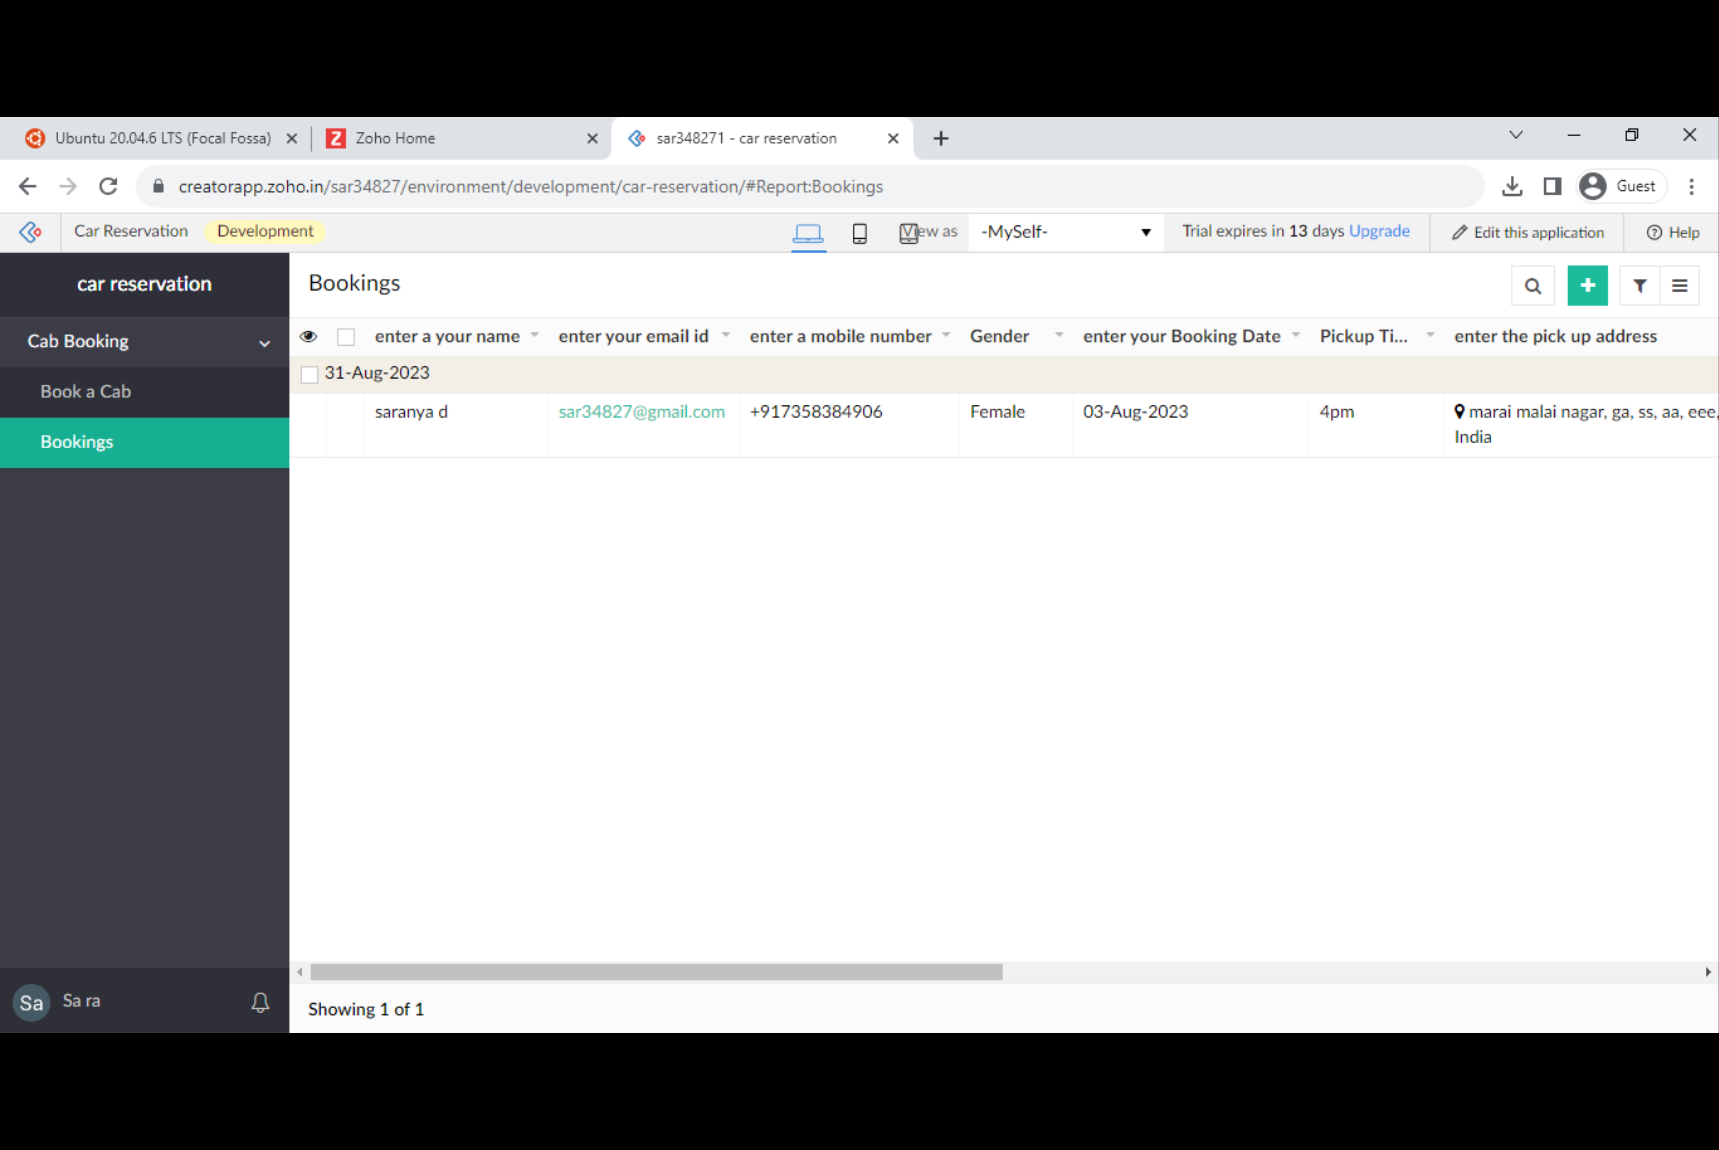 Ubuntu 20.04.6 LTS (Focal Fossa)
Z Zoho Home
sar348271 - car reservation
creatorapp.zoho.in/sar34827/environment/development/car-reservation/#Report:Bookings
Guest
Car Reservation Development
View as -MySelf-
Trial expires in 13 days Upgrade
Edit this application
Help
car reservation
Bookings
Cab Booking
Book a Cab
Bookings
enter a your name enter your email id enter a mobile number Gender enter your Booking Date Pickup Ti... enter the pick up address
31-Aug-2023
saranya d sar34827@gmail.com +917358384906 Female 03-Aug-2023 4pm marai malai nagar, ga, ss, aa, eee,
India
Sa Sa ra
Showing 1 of 1